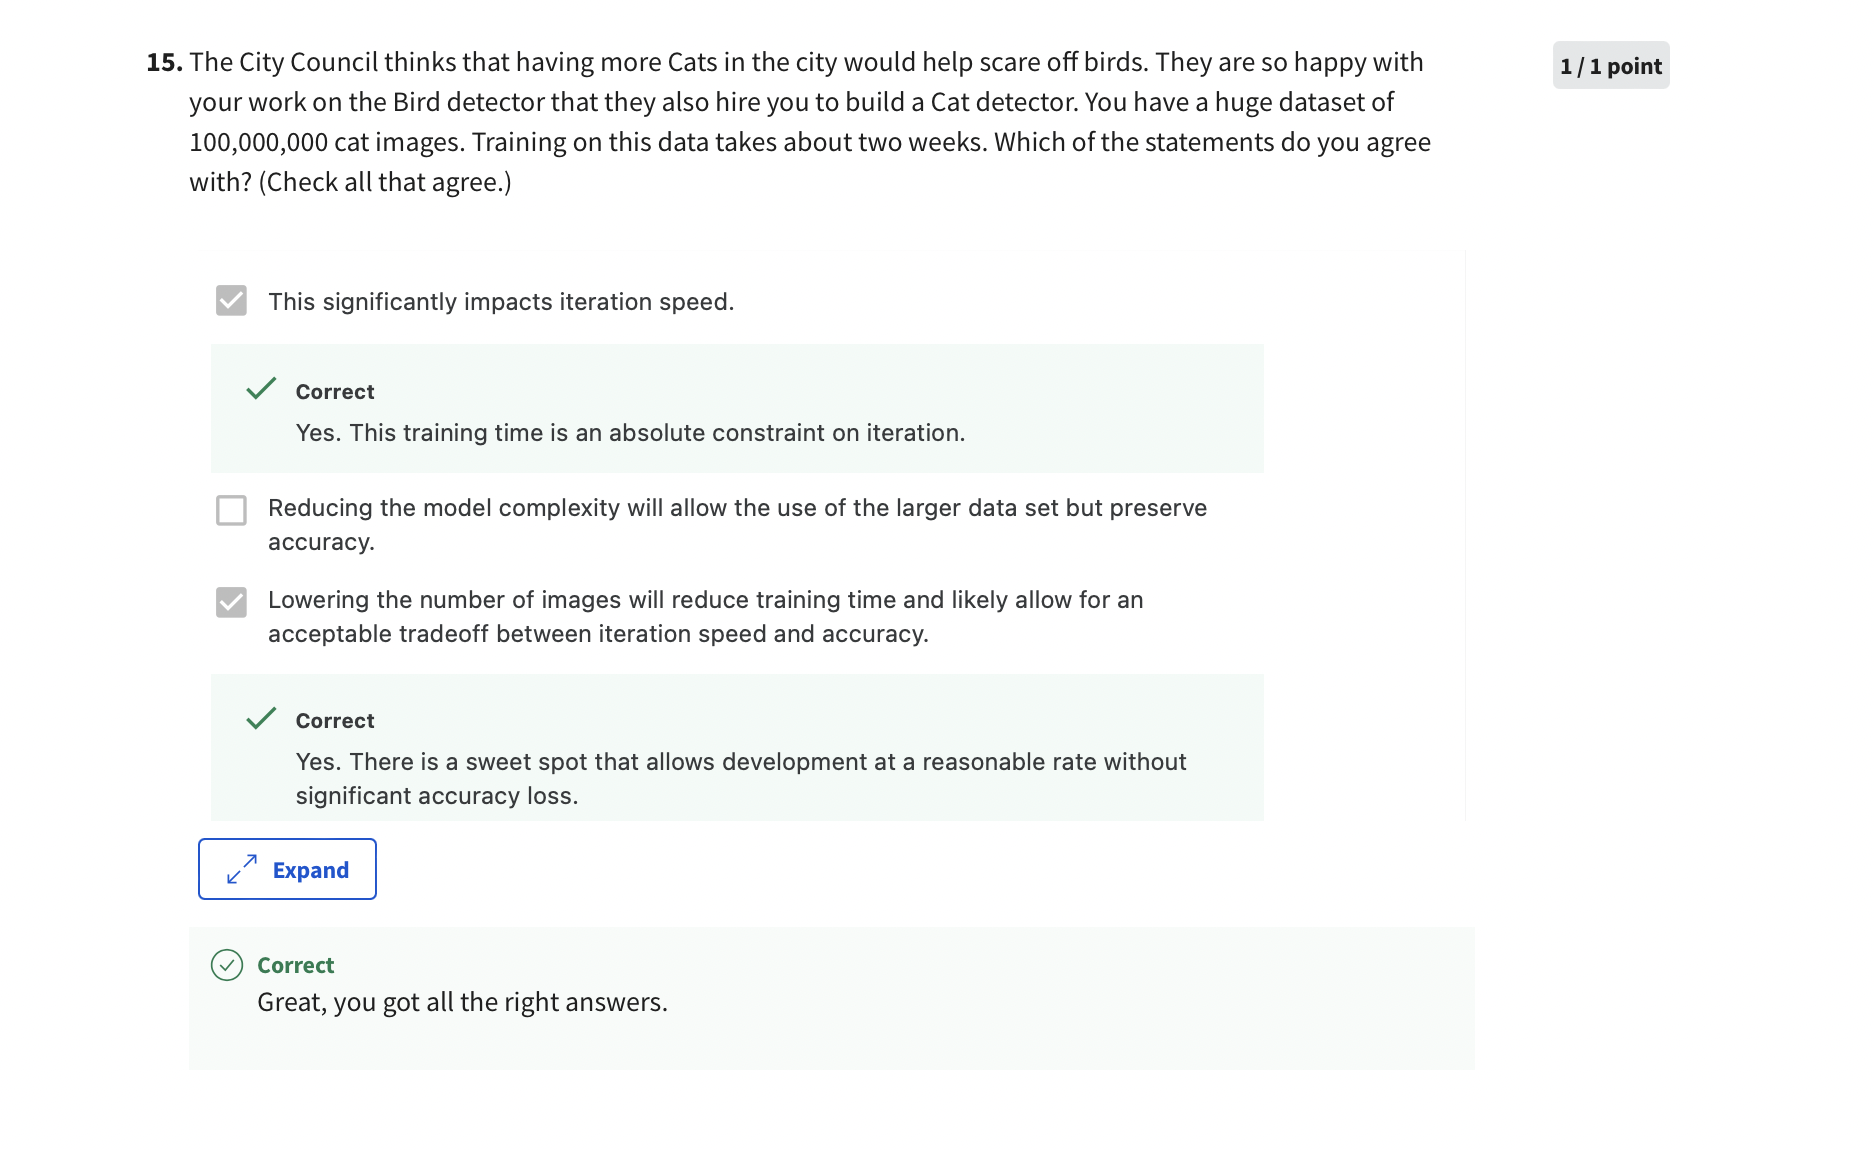 15. The City Council thinks that having more Cats in the city would help scare off birds. They are so happy with
1 / 1 point
your work on the Bird detector that they also hire you to build a Cat detector. You have a huge dataset of
100,000,000 cat images. Training on this data takes about two weeks. Which of the statements do you agree
with? (Check all that agree.)
This significantly impacts iteration speed.
Correct
Yes. This training time is an absolute constraint on iteration.
Reducing the model complexity will allow the use of the larger data set but preserve
accuracy.
Lowering the number of images will reduce training time and likely allow for an
acceptable tradeoff between iteration speed and accuracy.
Correct
Yes. There is a sweet spot that allows development at a reasonable rate without
significant accuracy loss.
Expand
Correct
Great, you got all the right answers.